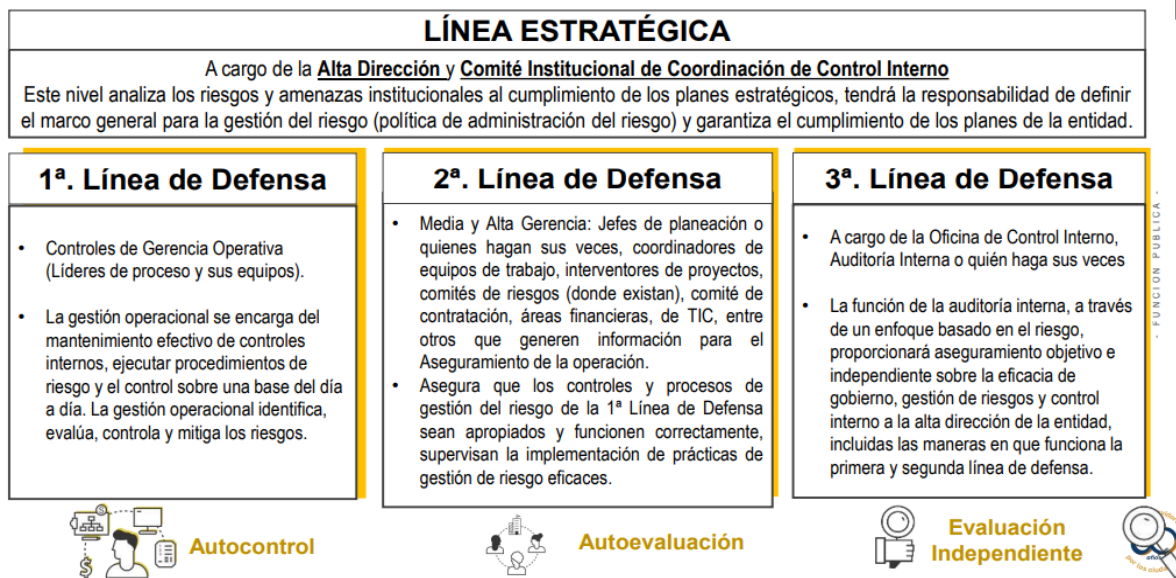 LÍNEA ESTRATÉGICA
A cargo de la Alta Dirección y Comité Institucional de Coordinación de Control Interno
Este nivel analiza los riesgos y amenazas institucionales al cumplimiento de los planes estratégicos, tendrá la responsabilidad de definir
el marco general para la gestión del riesgo (política de administración del riesgo) y garantiza el cumplimiento de los planes de la entidad.
1ª. Línea de Defensa
• Controles de Gerencia Operativa
(Líderes de proceso y sus equipos).
• La gestión operacional se encarga del
mantenimiento efectivo de controles
internos, ejecutar procedimientos de
riesgo y el control sobre una base del día
a día. La gestión operacional identifica,
evalúa, controla y mitiga los riesgos.
Autocontrol
2ª. Línea de Defensa
• Media y Alta Gerencia: Jefes de planeación o
quienes hagan sus veces, coordinadores de
equipos de trabajo, interventores de proyectos,
comités de riesgos (donde existan), comité de
contratación, áreas financieras, de TIC, entre
otros que generen información para el
Aseguramiento de la operación.
• Asegura que los controles y procesos de
gestión del riesgo de la 1ª Línea de Defensa
sean apropiados y funcionen correctamente,
supervisan la implementación de prácticas de
gestión de riesgo eficaces.
Autoevaluación
3ª. Línea de Defensa
• A cargo de la Oficina de Control Interno,
Auditoría Interna o quién haga sus veces
• La función de la auditoría interna, a través
de un enfoque basado en el riesgo,
proporcionará aseguramiento objetivo e
independiente sobre la eficacia de
gobierno, gestión de riesgos y control
interno a la alta dirección de la entidad,
incluidas las maneras en que funciona la
primera y segunda línea de defensa.
Evaluación
Independiente
- FUNCION PUBLICA -